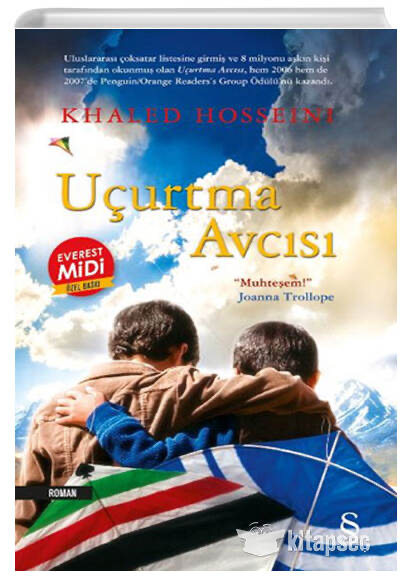 Uluslararası çoksatar listesine girmiş ve 8 milyonu aşkın kişi
tarafından okunmuş olan Uçurtma Avcısı, hem 2006 hem de
2007'de Penguin/Orange Readers's Group Ödülü'nü kazandı.
KHALED HOSSEINI
Uçurtma
Avcısı
EVEREST
MİDİ
ÖZEL BASKI
"Muhteşem!"
Joanna Trollope
ROMAN
kitapseç